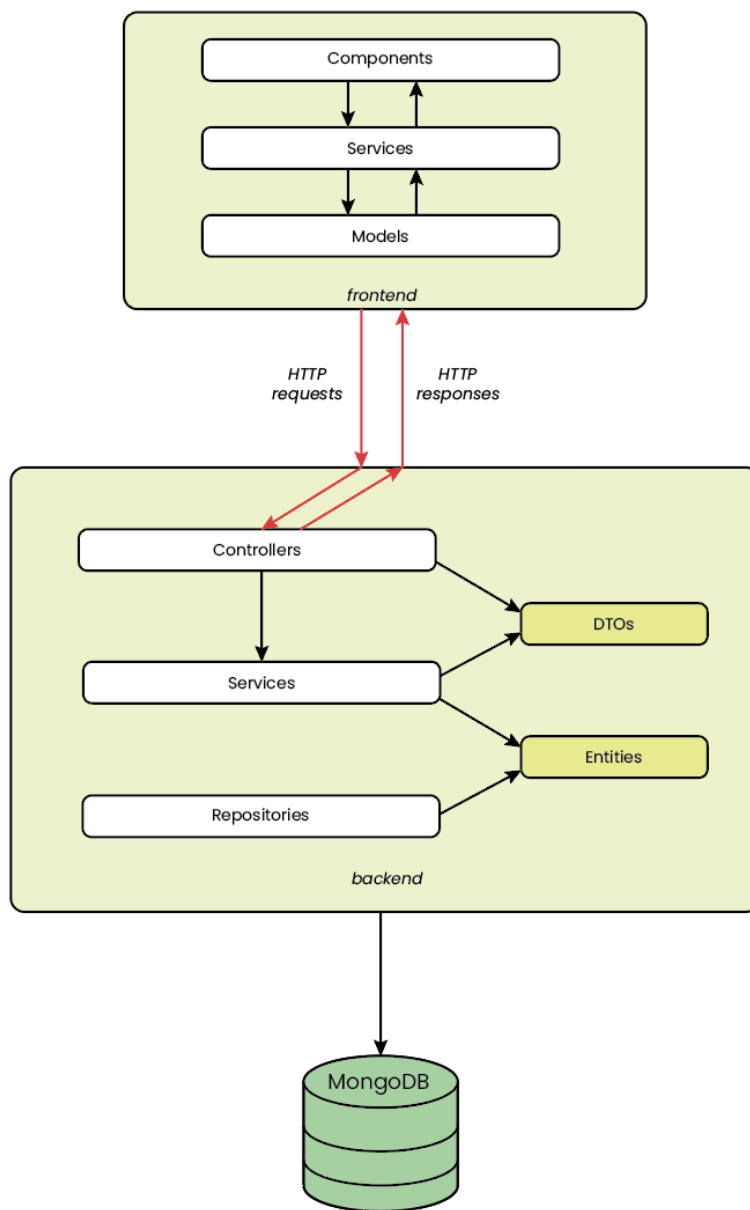 Components
Services
Models
frontend
HTTP
requests
HTTP
responses
Controllers
DTOs
Services
Entities
Repositories
backend
MongoDB